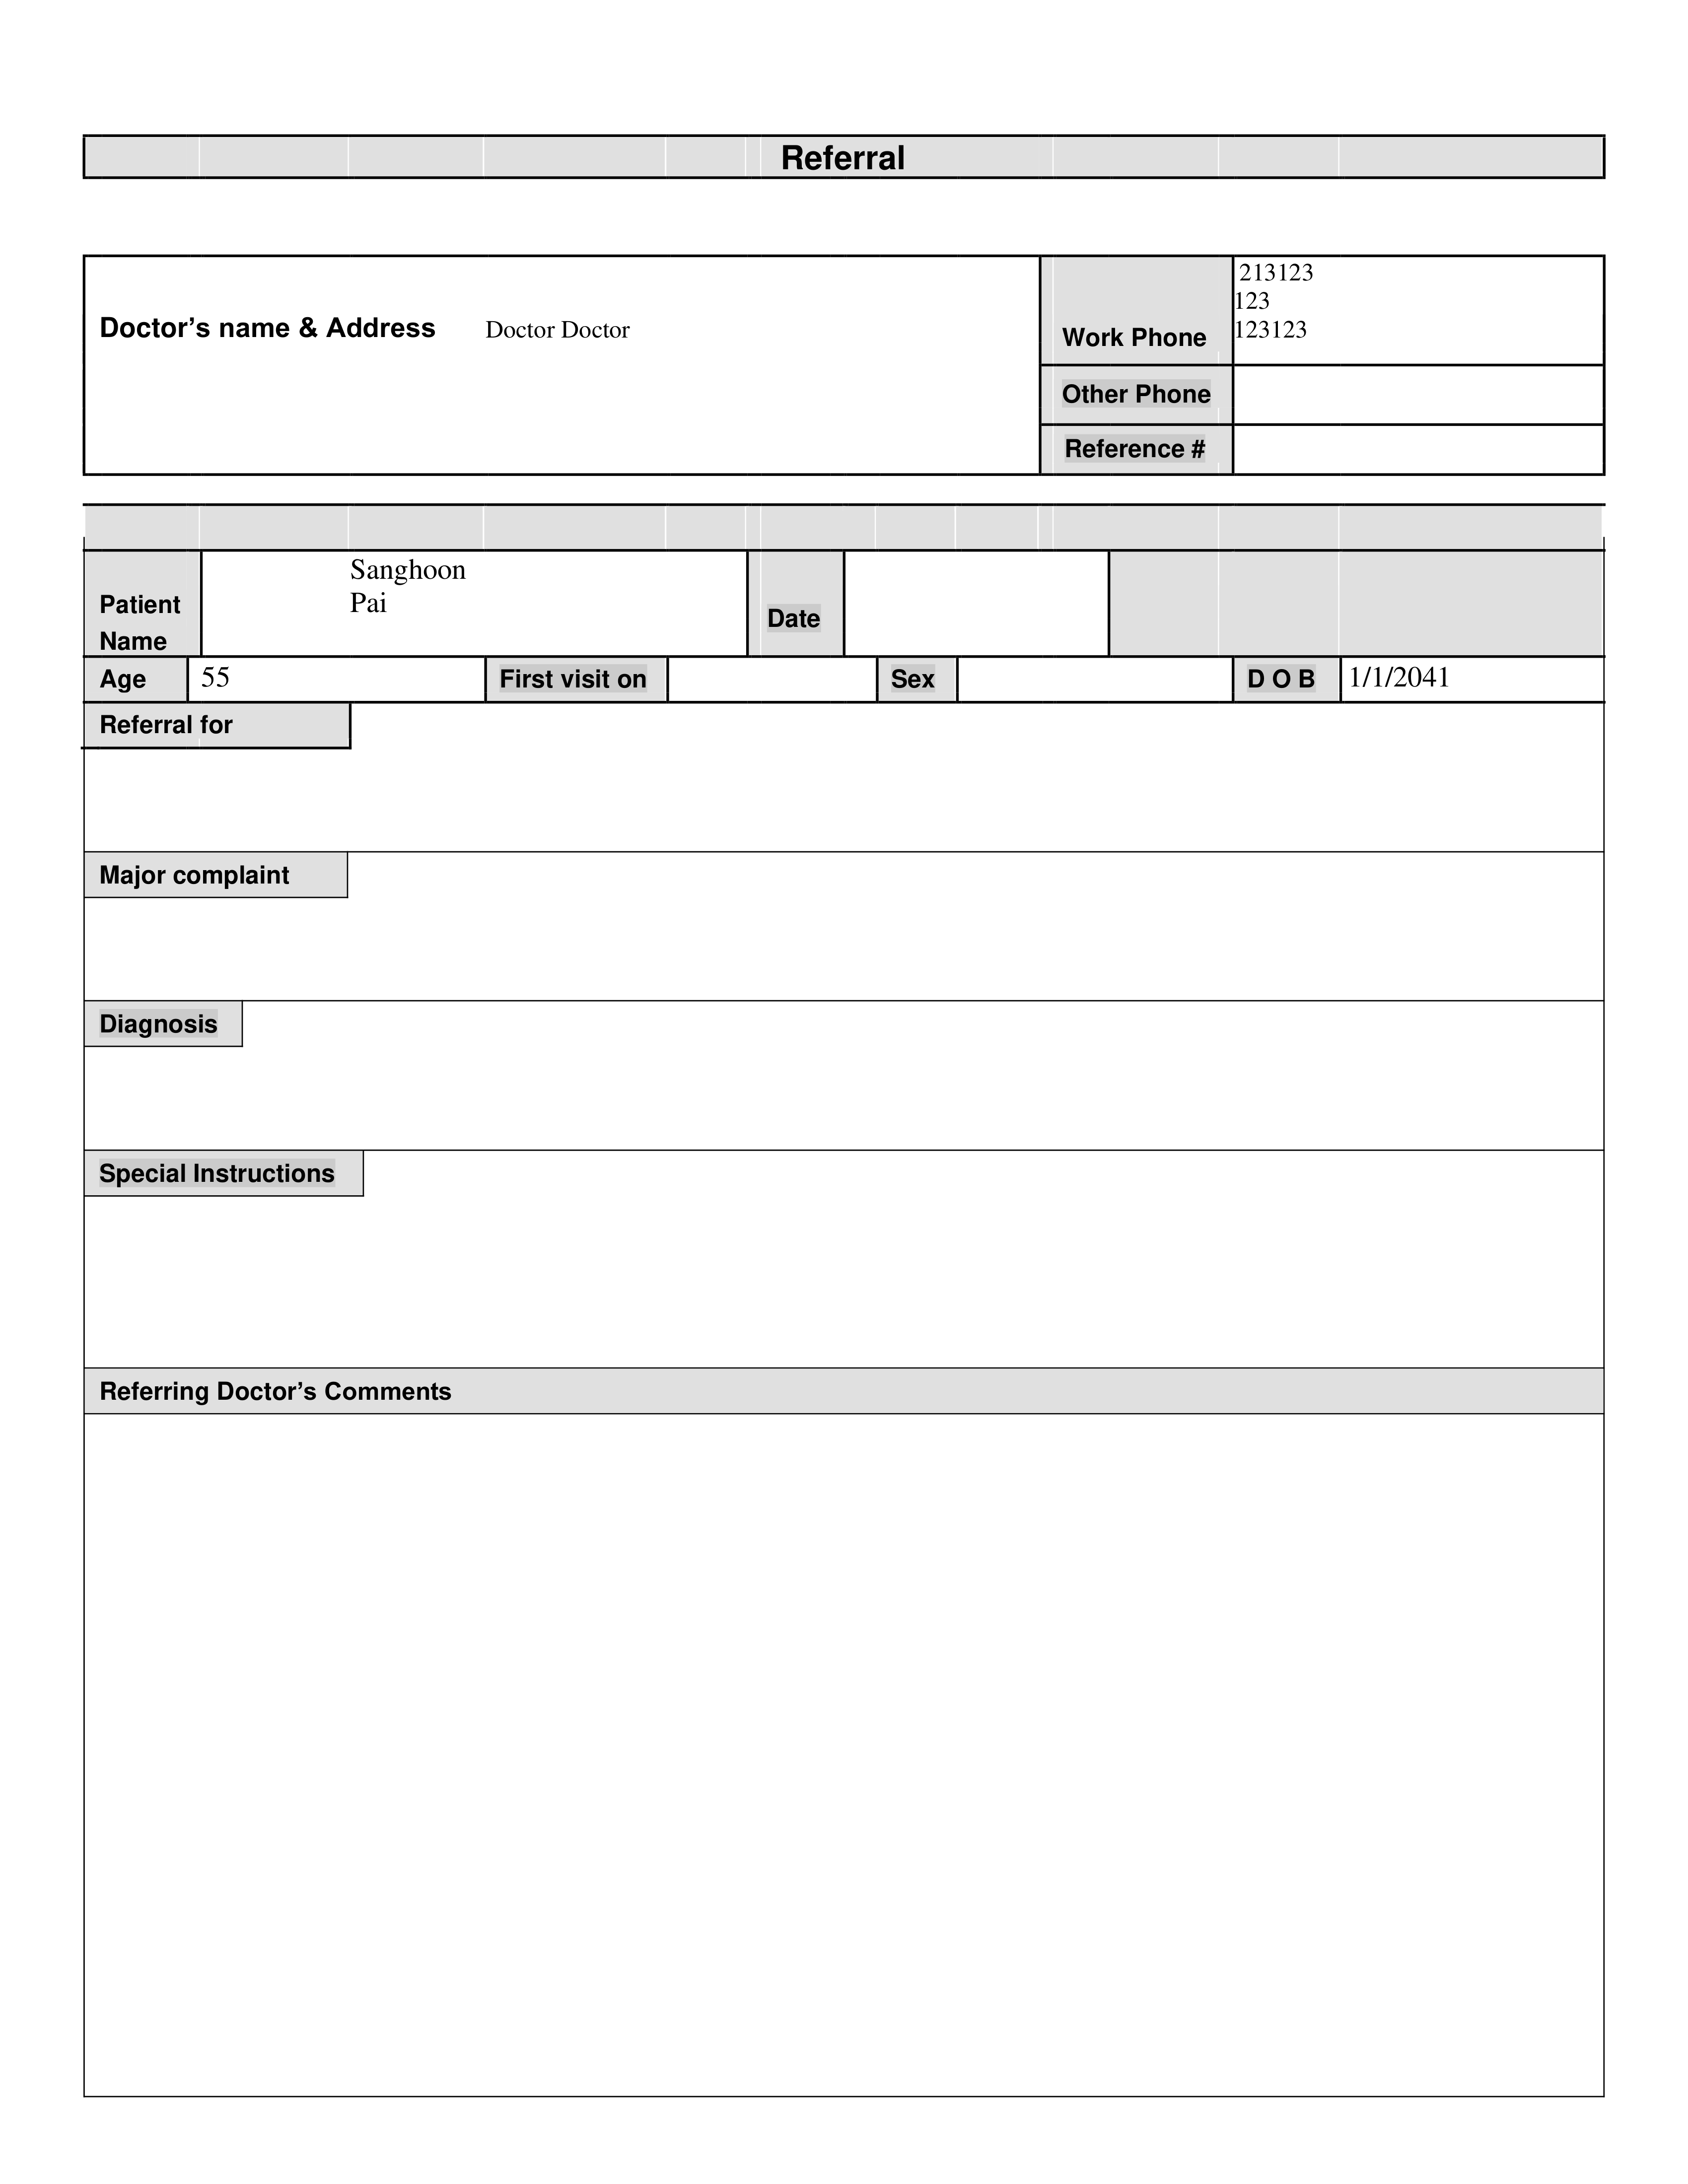 Referral
Doctor’s name & Address Doctor Doctor
Work Phone
213123
123
123123
Other Phone
Reference #
Patient
Name
Sanghoon
Pai
Date
Age 55 First visit on Sex D O B 1/1/2041
Referral for
Major complaint
Diagnosis
Special Instructions
Referring Doctor’s Comments